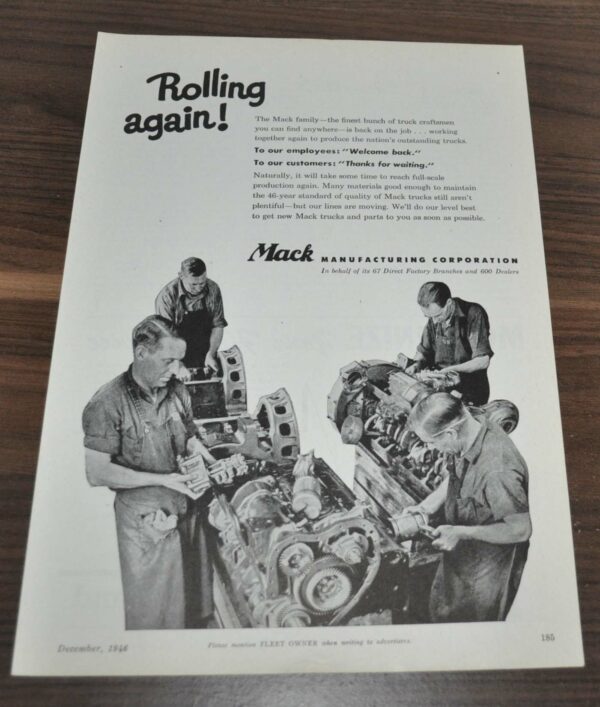 Rolling
again!
The Mack family—the finest bunch of truck craftsmen
you can find anywhere—is back on the job . . . working
together again to produce the nation's outstanding trucks.
To our employees: "Welcome back."
To our customers: "Thanks for waiting."
Naturally, it will take some time to reach full-scale
production again. Many materials good enough to maintain
the 46-year standard of quality of Mack trucks still aren't
plentiful—but our lines are moving. We'll do our level best
to get new Mack trucks and parts to you as soon as possible.
Mack MANUFACTURING CORPORATION
In behalf of its 67 Direct Factory Branches and 600 Dealers
December, 1946
Please mention FLEET OWNER when writing to advertisers.
185